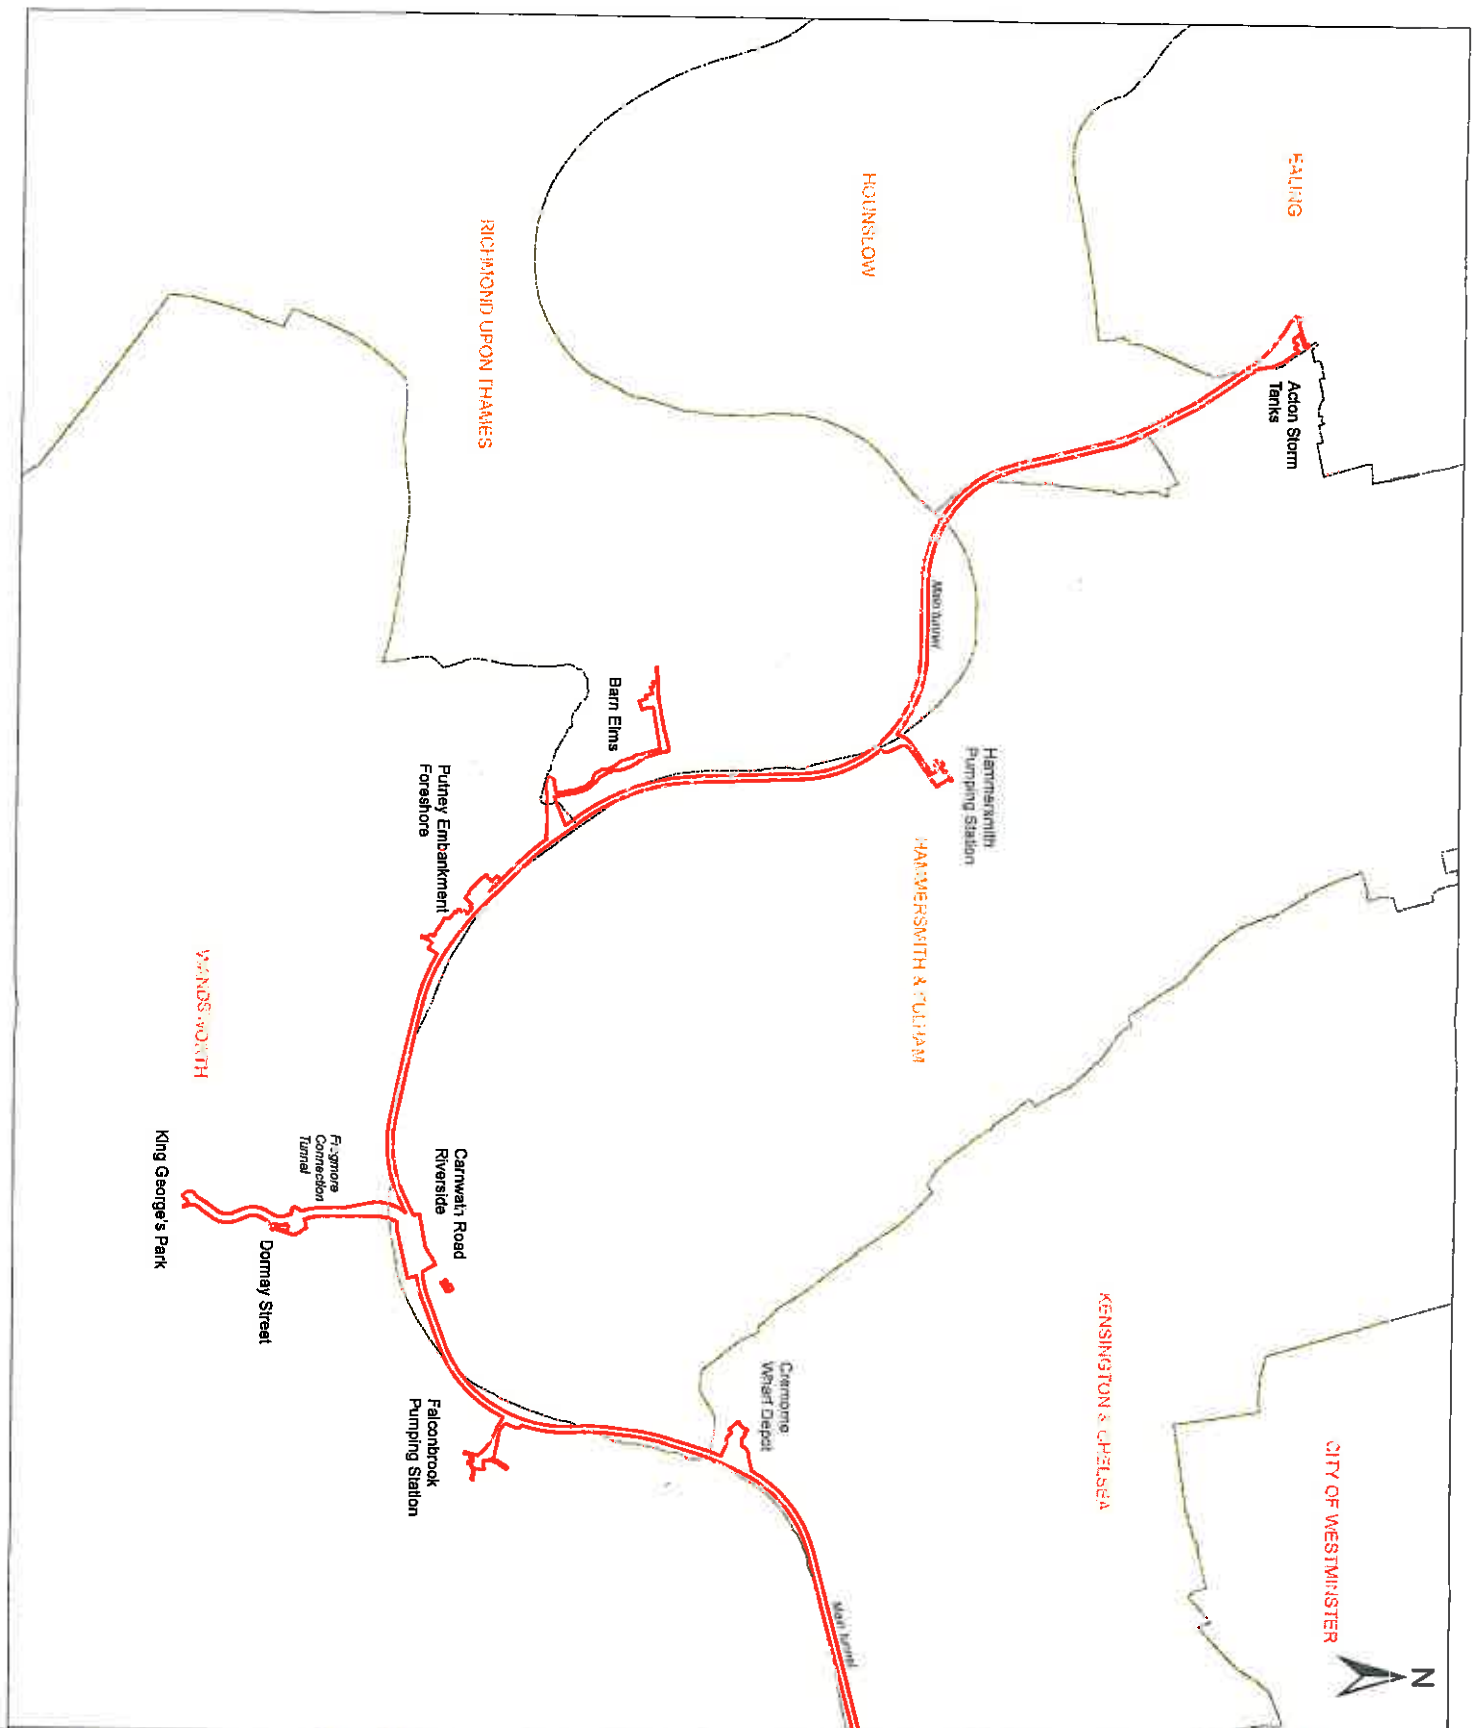 N
CITY OF WESTMINSTER
EALING
Acton Storm
Tanks
KENSINGTON & CHELSEA
Hammersmith
Pumping Station
Main tunnel
HAMMERSMITH & FULHAM
HOUNSLOW
Main tunnel
Cremorne
Wharf Depot
Barn Elms
RICHMOND UPON THAMES
Carnwath Road
Riverside
Putney Embankment
Foreshore
Falconbrook
Pumping Station
Frogmore
Connection
Tunnel
Dormay Street
WANDSWORTH
King George's Park